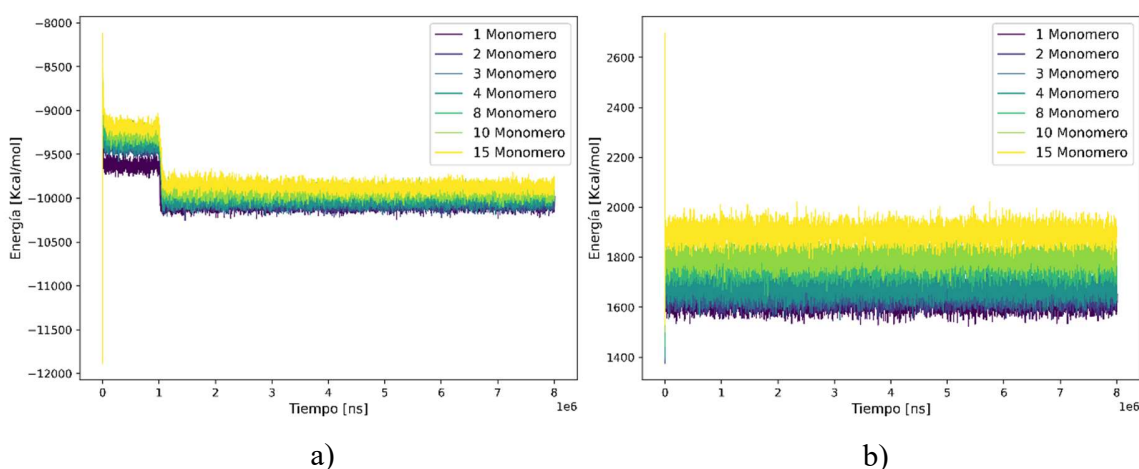 −8000
−8500
−9000
−9500
−10000
−10500
−11000
−11500
−12000
Energía [Kcal/mol]
1 Monomero
2 Monomero
3 Monomero
4 Monomero
8 Monomero
10 Monomero
15 Monomero
0 1 2 3 4 5 6 7 8
1e6
Tiempo [ns]
a)
2600
2400
2200
2000
1800
1600
1400
Energía [Kcal/mol]
1 Monomero
2 Monomero
3 Monomero
4 Monomero
8 Monomero
10 Monomero
15 Monomero
0 1 2 3 4 5 6 7 8
1e6
Tiempo [ns]
b)